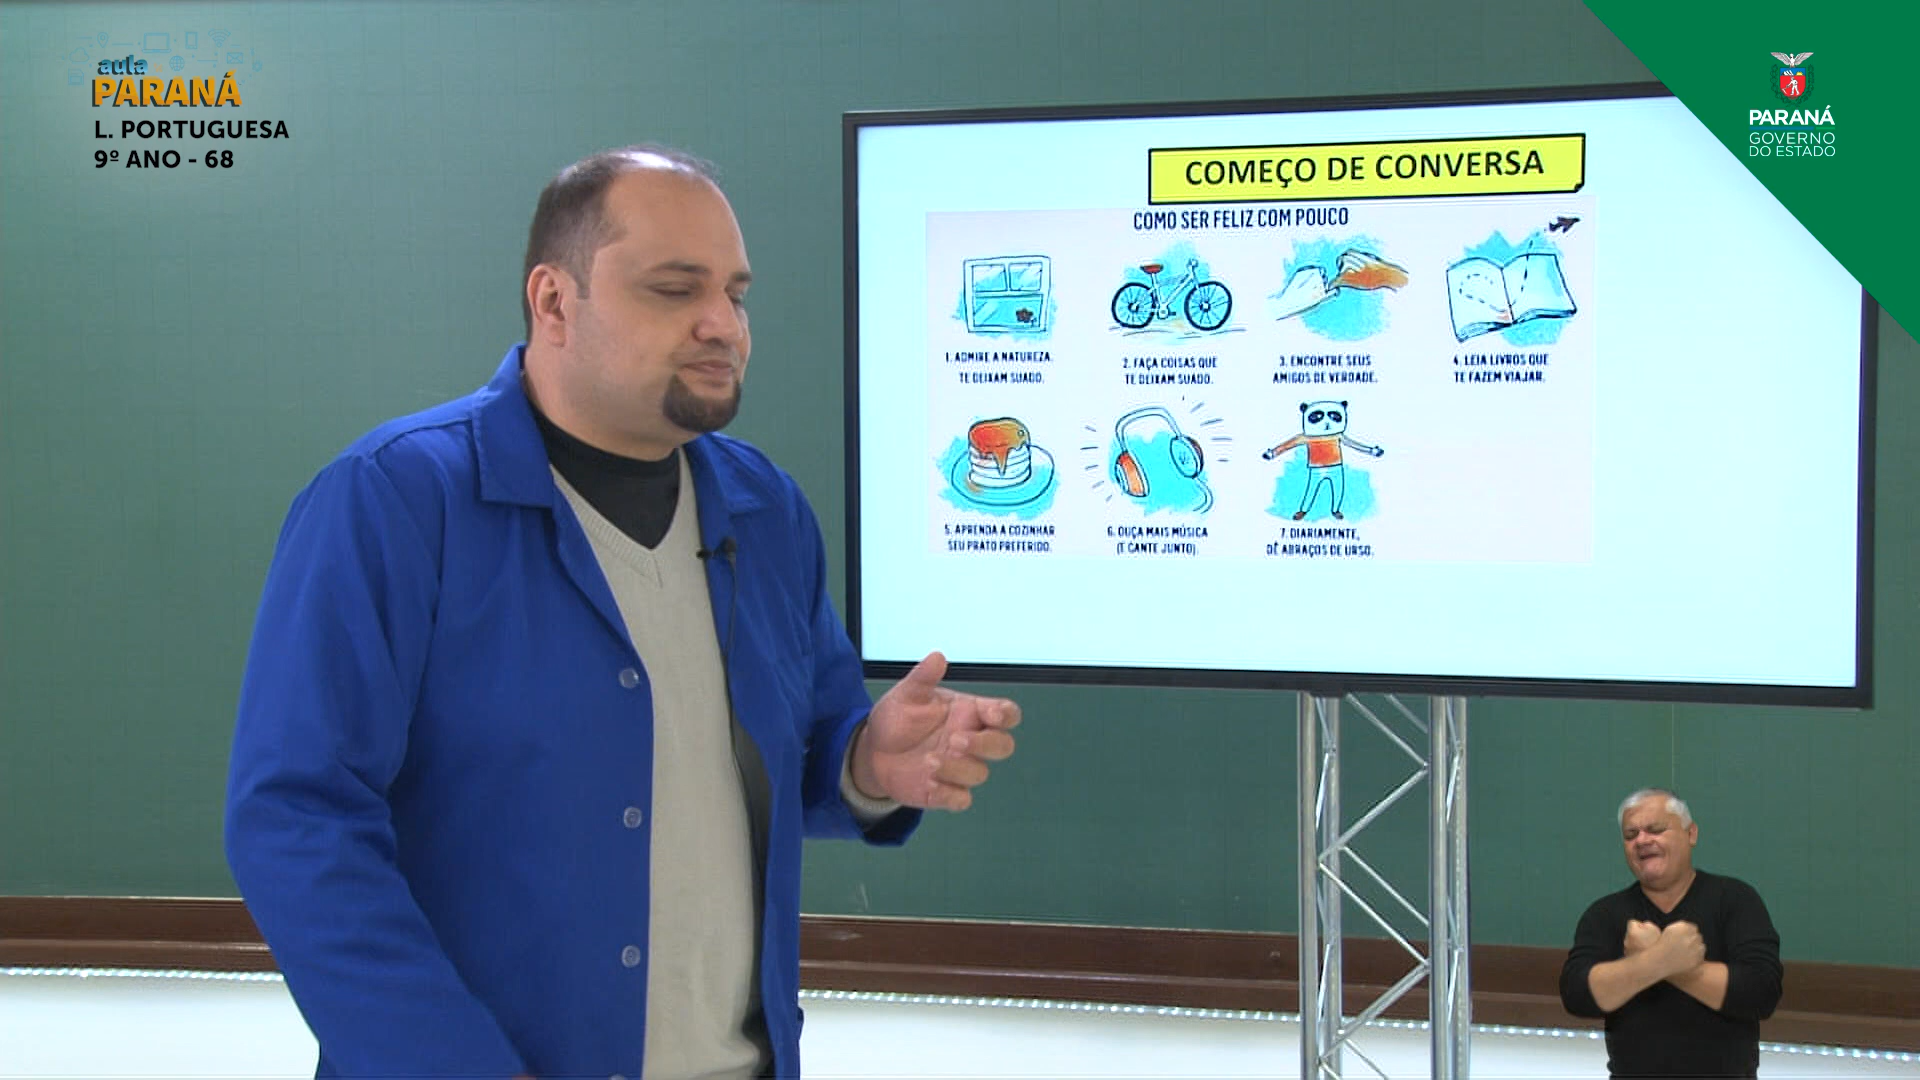 aula
PARANÁ
L. PORTUGUESA
9º ANO - 68
PARANÁ
GOVERNO
DO ESTADO
COMEÇO DE CONVERSA
COMO SER FELIZ COM POUCO
1. ADMIRE A NATUREZA.
TE DEIXAM SUADO.
2. FAÇA COISAS QUE
TE DEIXAM SUADO.
3. ENCONTRE SEUS
AMIGOS DE VERDADE.
4. LEIA LIVROS QUE
TE FAZEM VIAJAR.
5. APRENDA A COZINHAR
SEU PRATO PREFERIDO.
6. OUÇA MAIS MÚSICA
(E CANTE JUNTO).
7. DIARIAMENTE,
DÊ ABRAÇOS DE URSO.